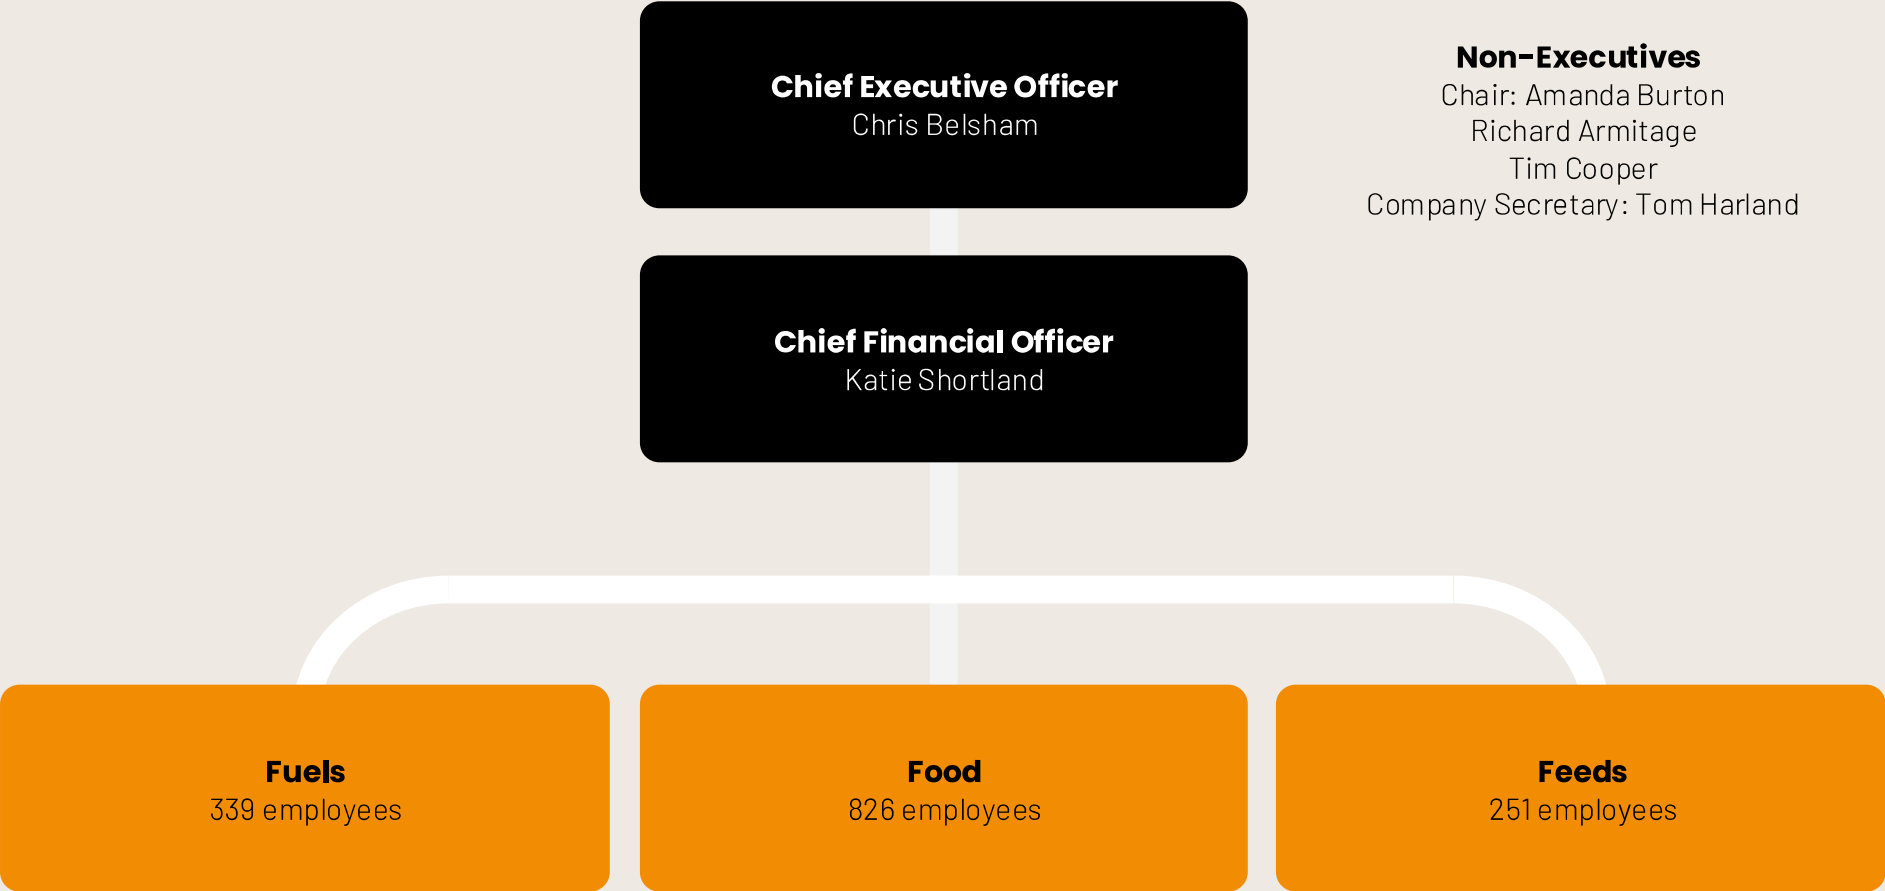 Chief Executive Officer
Chris Belsham
Non-Executives
Chair: Amanda Burton
Richard Armitage
Tim Cooper
Company Secretary: Tom Harland
Chief Financial Officer
Katie Shortland
Fuels
339 employees
Food
826 employees
Feeds
251 employees